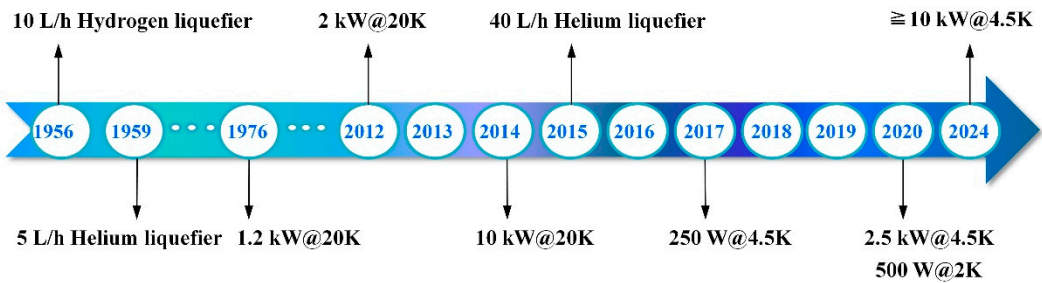 10 L/h Hydrogen liquefier 2 kW@20K 40 L/h Helium liquefier ≧10 kW@4.5K
1956 1959 1976 2012 2013 2014 2015 2016 2017 2018 2019 2020 2024
5 L/h Helium liquefier 1.2 kW@20K 10 kW@20K 250 W@4.5K 2.5 kW@4.5K
500 W@2K